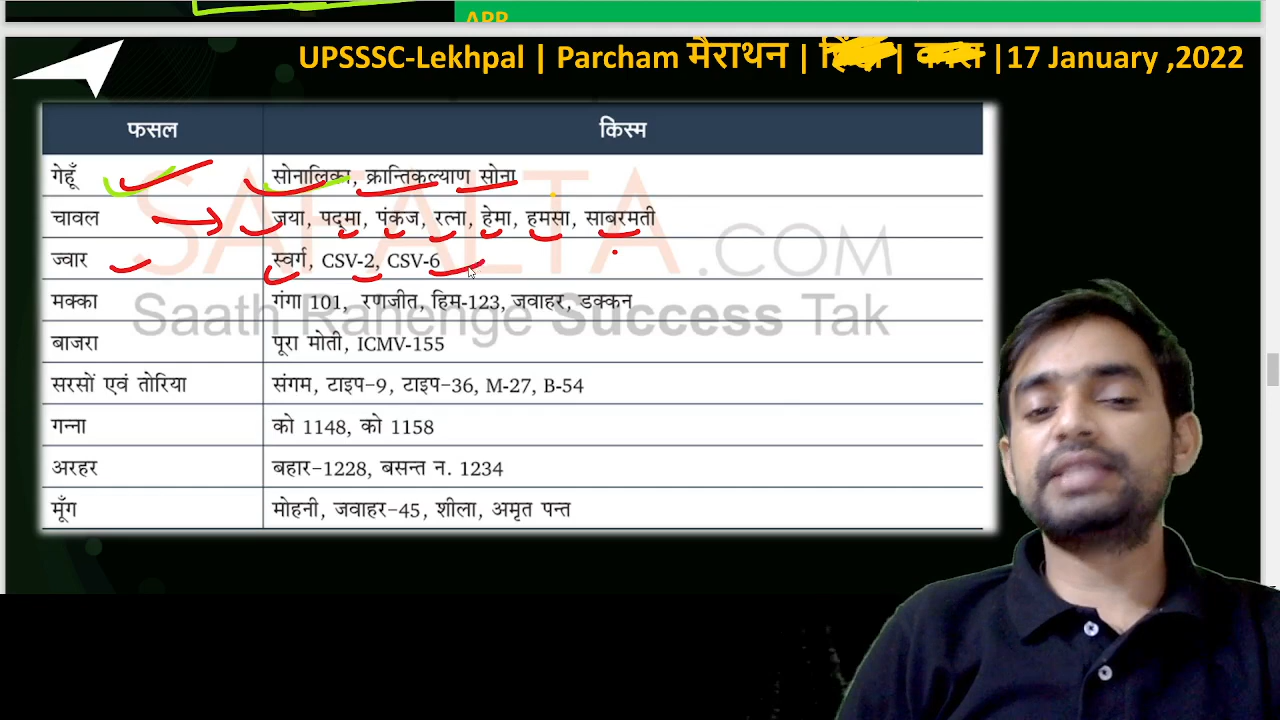 APP
UPSSSC-Lekhpal | Parcham मैराथन | | |17 January ,2022
फसल किस्म
गेहूँ सोनालिका, क्रान्तिकल्याण सोना
चावल जया, पद्‌मा, पंकज, रत्ना, हेमा, हमसा, साबरमती
ज्वार स्वर्ग, CSV-2, CSV-6
मक्का गंगा 101, रणजीत, हिम-123, जवाहर, डक्कन
बाजरा पूरा मोती, ICMV-155
सरसों एवं तोरिया संगम, टाइप-9, टाइप-36, M-27, B-54
गन्ना को 1148, को 1158
अरहर बहार-1228, बसन्त न. 1234
मूँग मोहनी, जवाहर-45, शीला, अमृत पन्त
SAFALTA.COM
Saath Rahenge Success Tak